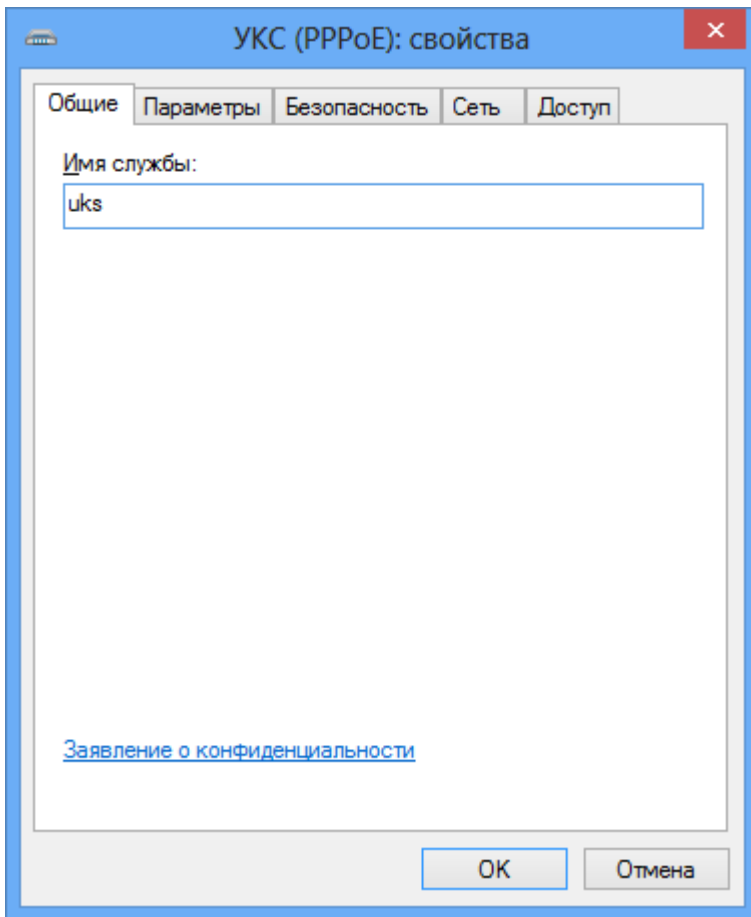 УКС (PPPoE): свойства
Общие Параметры Безопасность Сеть Доступ
Имя службы:
uks
Заявление о конфиденциальности
OK Отмена